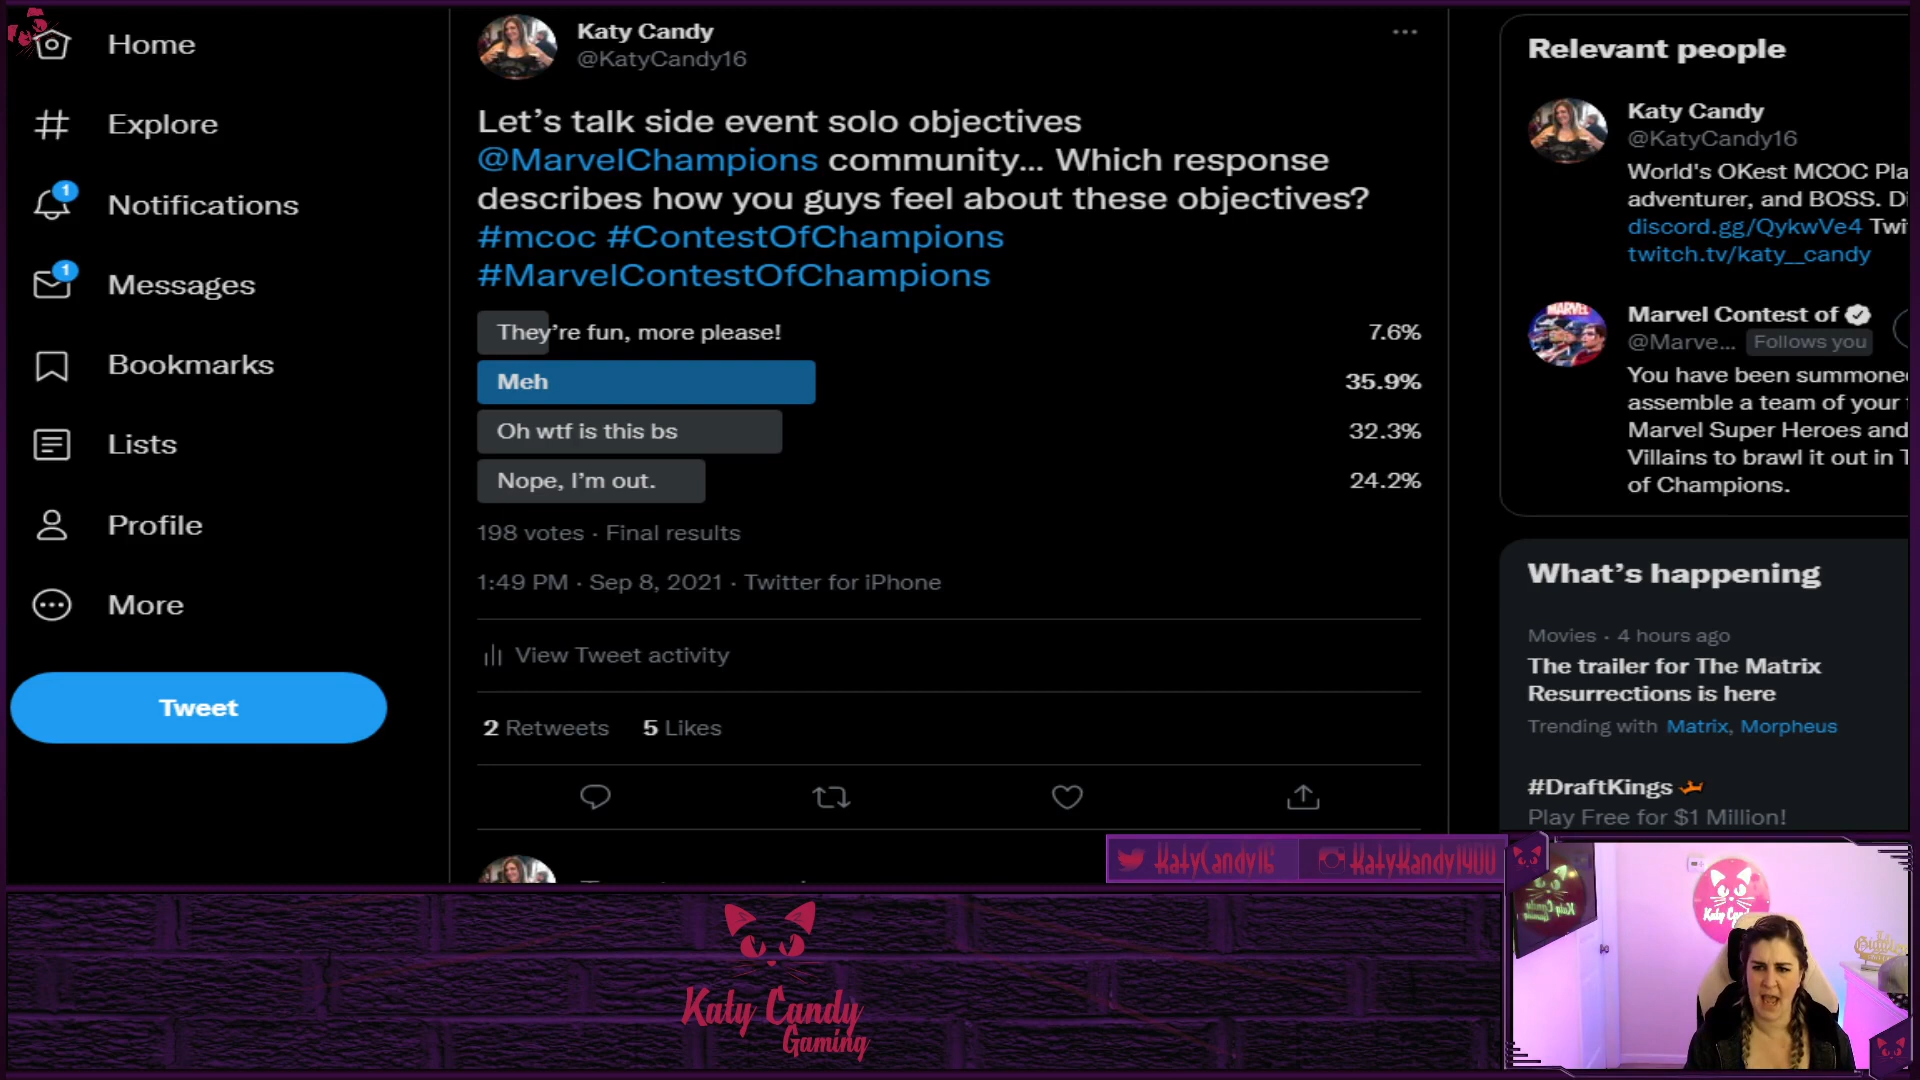 Home
Explore
1
Notifications
1
Messages
Bookmarks
Lists
Profile
More
Tweet
Katy Candy
@KatyCandy16
Let’s talk side event solo objectives
@MarvelChampions community... Which response
describes how you guys feel about these objectives?
#mcoc #ContestOfChampions
#MarvelContestOfChampions
They’re fun, more please! 7.6%
Meh 35.9%
Oh wtf is this bs 32.3%
Nope, I’m out. 24.2%
198 votes · Final results
1:49 PM · Sep 8, 2021 · Twitter for iPhone
View Tweet activity
2 Retweets 5 Likes
Relevant people
Katy Candy
@KatyCandy16
World's OKest MCOC Pla
adventurer, and BOSS. Di
discord.gg/QykwVe4 Twi
twitch.tv/katy__candy
MARVEL
Marvel Contest of
@Marve... Follows you
You have been summoned
assemble a team of your
Marvel Super Heroes and
Villains to brawl it out in T
of Champions.
What’s happening
Movies · 4 hours ago
The trailer for The Matrix
Resurrections is here
Trending with Matrix, Morpheus
#DraftKings
Play Free for $1 Million!
KatyCandy16 KatyKandy1400
Katy Candy
Gaming